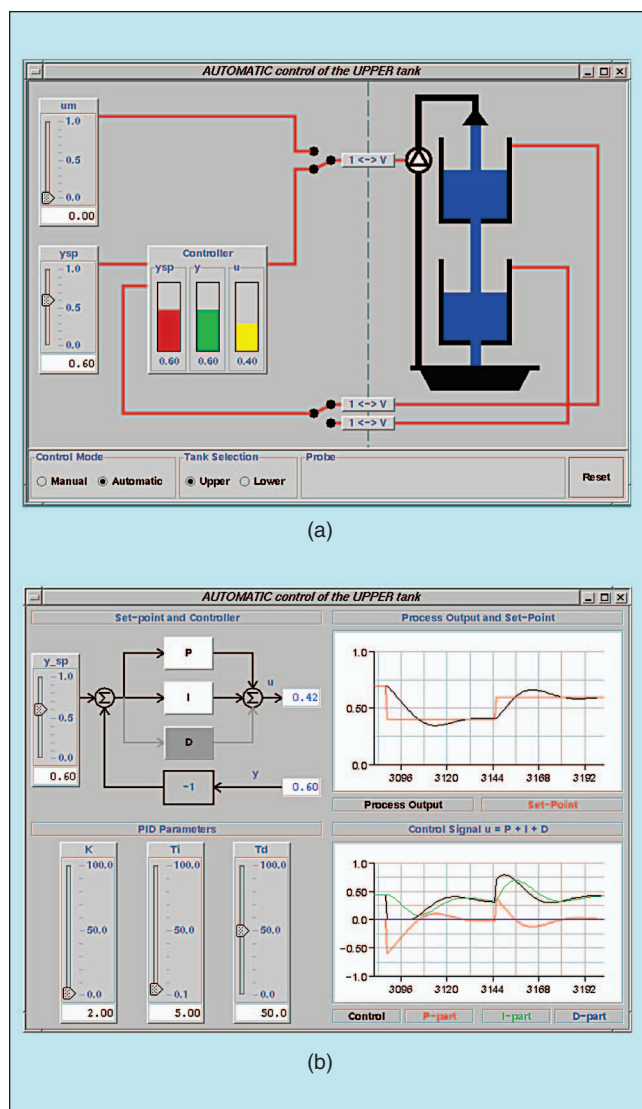 AUTOMATIC control of the UPPER tank
um
1.0
0.5
0.0
0.00
1 <-> V
ysp
1.0
0.5
0.0
0.60
Controller
ysp y u
0.60 0.60 0.40
1 <-> V
1 <-> V
Control Mode
Manual Automatic
Tank Selection
Upper Lower
Probe
Reset
(a)
AUTOMATIC control of the UPPER tank
Set-point and Controller
y_sp
1.0
0.5
0.0
0.60
Σ
P
I
D
-1
Σ
u
0.42
y
0.60
Process Output and Set-Point
1.0
0.50
0.0
3096 3120 3144 3168 3192
Process Output Set-Point
PID Parameters
K
100.0
50.0
0.0
2.00
Ti
100.0
50.0
0.1
5.00
Td
100.0
50.0
0.0
50.0
Control Signal u = P + I + D
1.0
0.50
0.0
-0.50
-1.0
3096 3120 3144 3168 3192
Control P-part I-part D-part
(b)